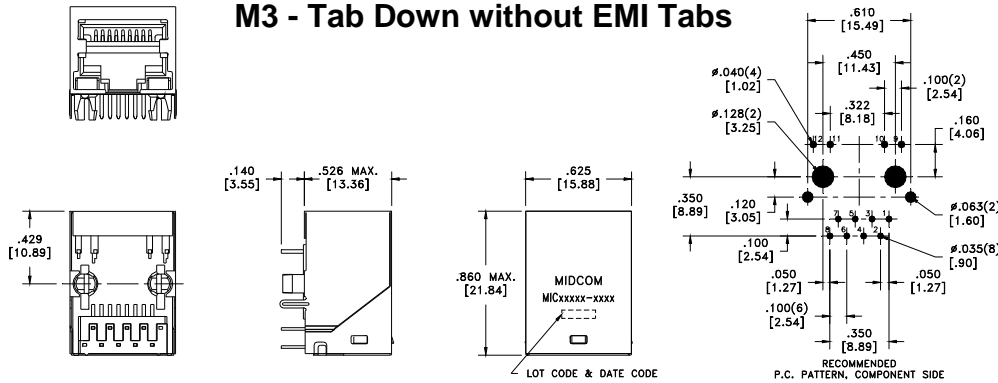 M3 - Tab Down without EMI Tabs
.610
[15.49]
.450
[11.43]
ø.040(4)
[1.02]
.100(2)
[2.54]
.322
[8.18]
ø.128(2)
[3.25]
.160
[4.06]
12 11 10 9
.140
[3.55]
.526 MAX.
[13.36]
.625
[15.88]
.350
[8.89]
.120
[3.05]
ø.063(2)
[1.60]
.429
[10.89]
7 5 3 1
8 6 4 2
.100
[2.54]
ø.035(8)
[.90]
.860 MAX.
[21.84]
MIDCOM
MICxxxxx-xxxx
.050
[1.27]
.050
[1.27]
.100(6)
[2.54]
.350
[8.89]
LOT CODE & DATE CODE
RECOMMENDED
P.C. PATTERN, COMPONENT SIDE